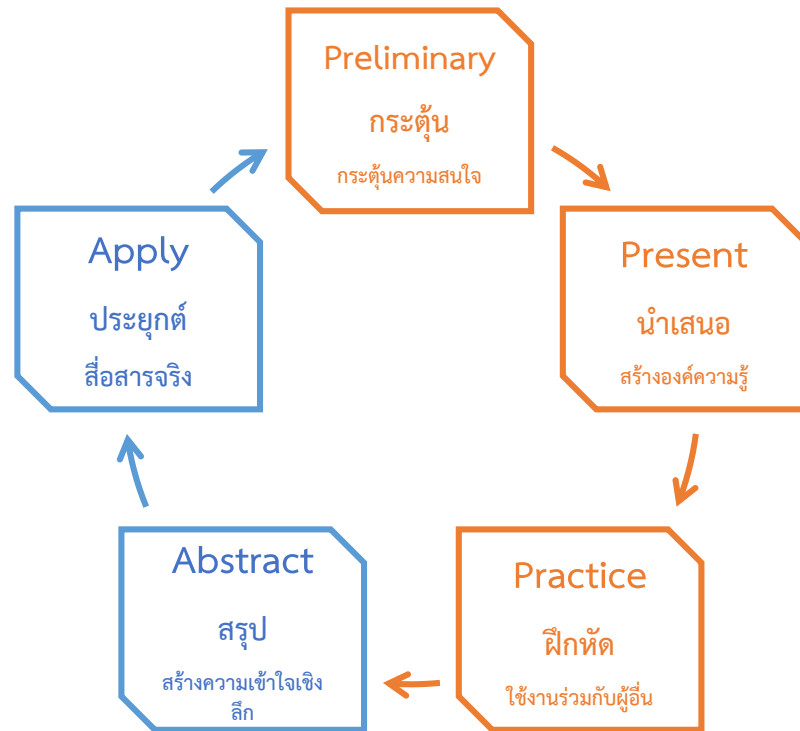 Preliminary
กระตุ้น
กระตุ้นความสนใจ
Present
นำเสนอ
สร้างองค์ความรู้
Practice
ฝึกหัด
ใช้งานร่วมกับผู้อื่น
Abstract
สรุป
สร้างความเข้าใจเชิง
ลึก
Apply
ประยุกต์
สื่อสารจริง